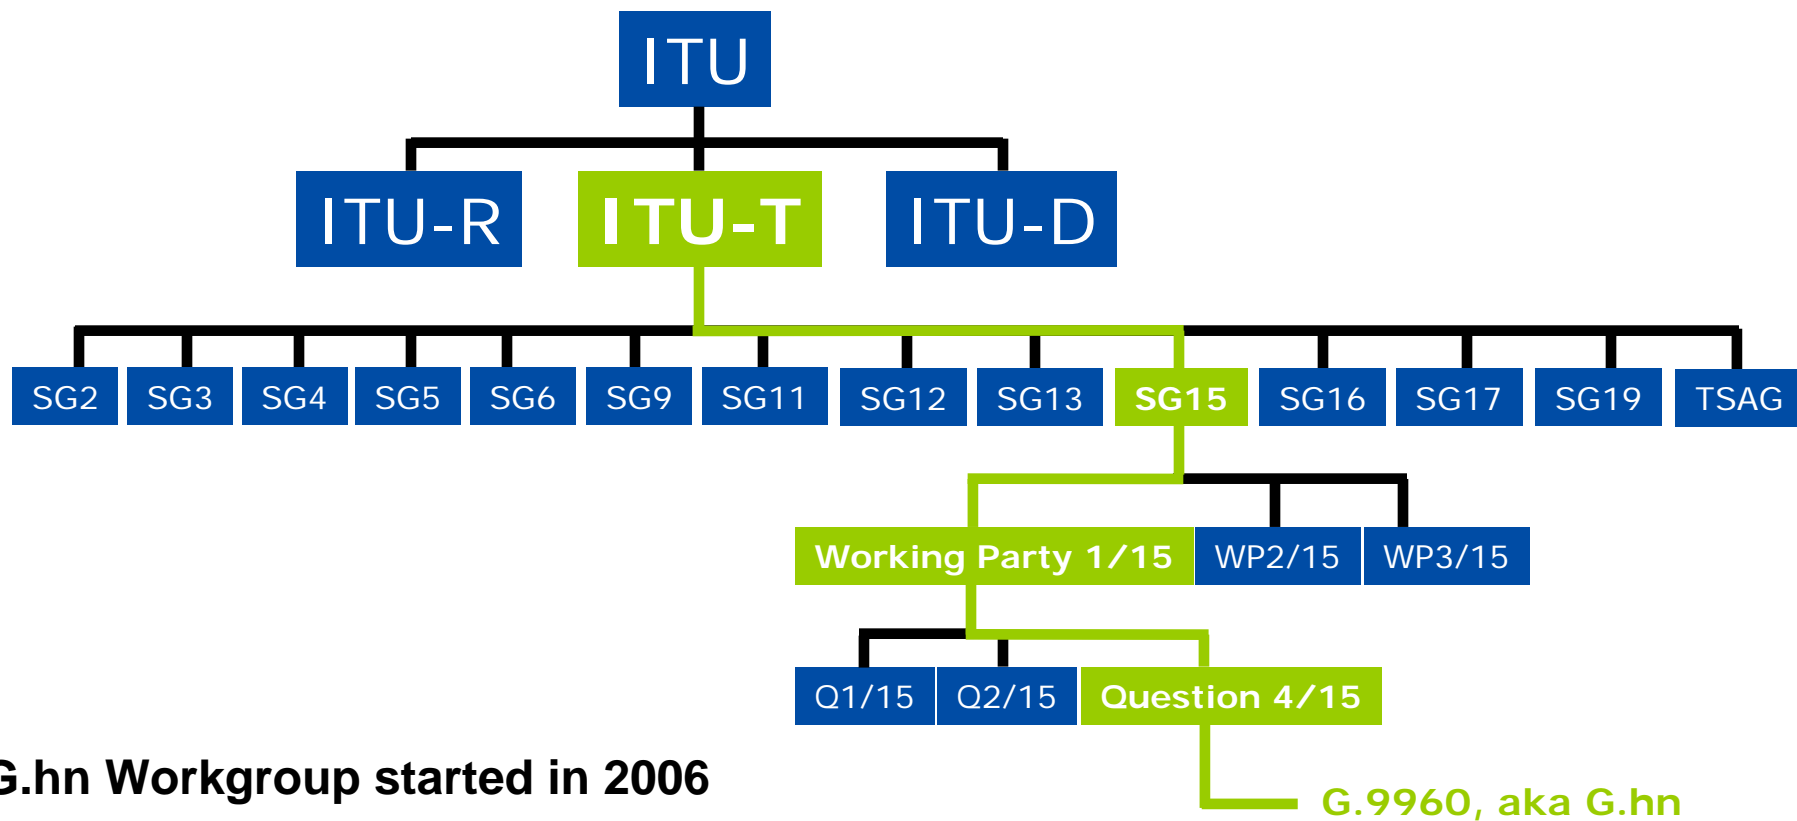 ITU
ITU-R ITU-T ITU-D
SG2 SG3 SG4 SG5 SG6 SG9 SG11 SG12 SG13 SG15 SG16 SG17 SG19 TSAG
Working Party 1/15 WP2/15 WP3/15
Q1/15 Q2/15 Question 4/15
G.hn Workgroup started in 2006
G.9960, aka G.hn